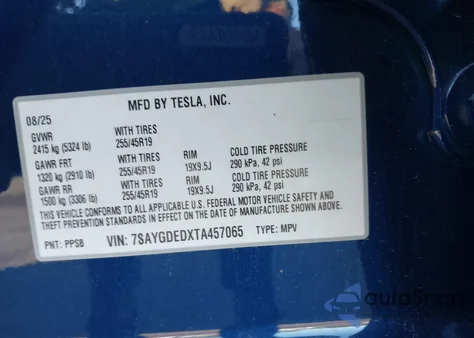 MFD BY TESLA, INC.
08/25
GVWR WITH TIRES
2415 kg (5324 lb) 255/45R19
GAWR FRT WITH TIRES RIM COLD TIRE PRESSURE
1320 kg (2910 lb) 255/45R19 19X9.5J 290 kPa, 42 psi
GAWR RR WITH TIRES RIM COLD TIRE PRESSURE
1500 kg (3306 lb) 255/45R19 19X9.5J 290 kPa, 42 psi
THIS VEHICLE CONFORMS TO ALL APPLICABLE U.S. FEDERAL MOTOR VEHICLE SAFETY AND
THEFT PREVENTION STANDARDS IN EFFECT ON THE DATE OF MANUFACTURE SHOWN ABOVE.
PNT: PPSB VIN: 7SAYGDEDXTA457065 TYPE: MPV
autoSnap